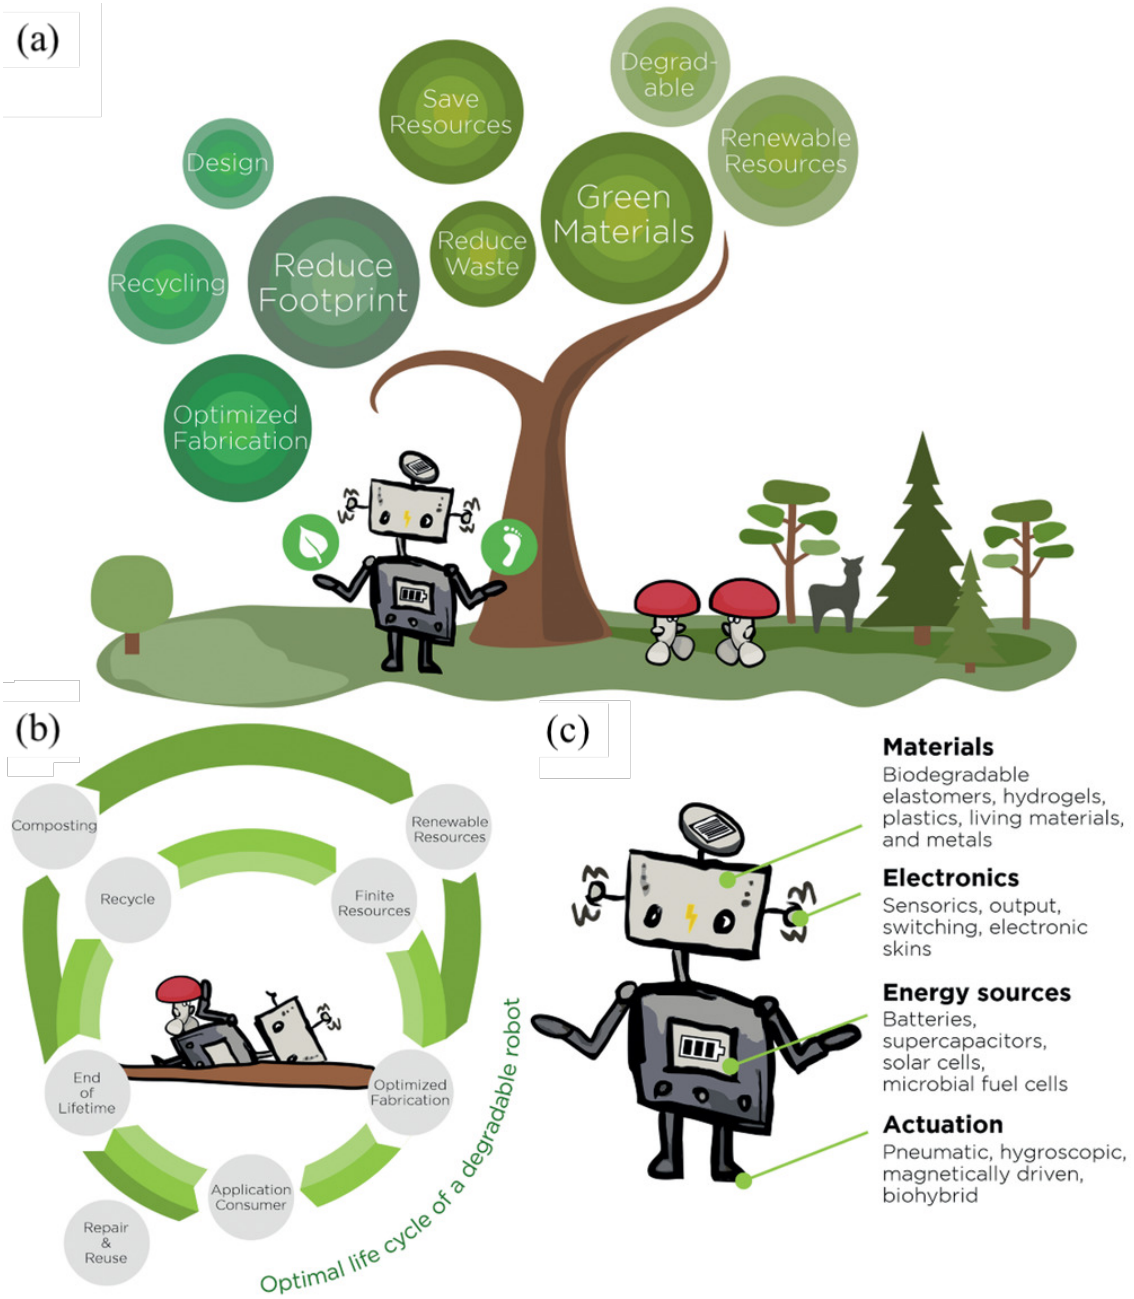 (a)
Save
Resources
Degrad-
able
Renewable
Resources
Design
Green
Materials
Reduce
Waste
Recycling
Reduce
Footprint
Optimized
Fabrication
(b)
Composting
Renewable
Resources
Recycle
Finite
Resources
End
of
Lifetime
Optimized
Fabrication
Application
Consumer
Repair
&
Reuse
Optimal life cycle of a degradable robot
(c)
Materials
Biodegradable
elastomers, hydrogels,
plastics, living materials,
and metals
Electronics
Sensorics, output,
switching, electronic
skins
Energy sources
Batteries,
supercapacitors,
solar cells,
microbial fuel cells
Actuation
Pneumatic, hygroscopic,
magnetically driven,
biohybrid